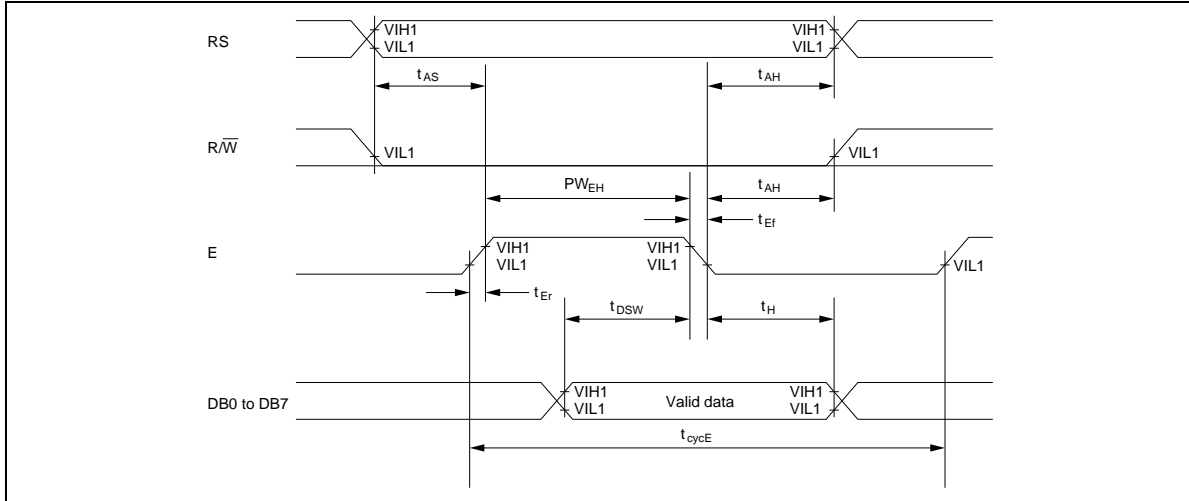 RS
VIH1
VIL1
VIH1
VIL1
tAS
tAH
R/W̅
VIL1
VIL1
PWEH
tAH
tEf
E
VIH1
VIL1
VIH1
VIL1
VIL1
tEr
tDSW
tH
DB0 to DB7
VIH1
VIL1
Valid data
VIH1
VIL1
tcycE